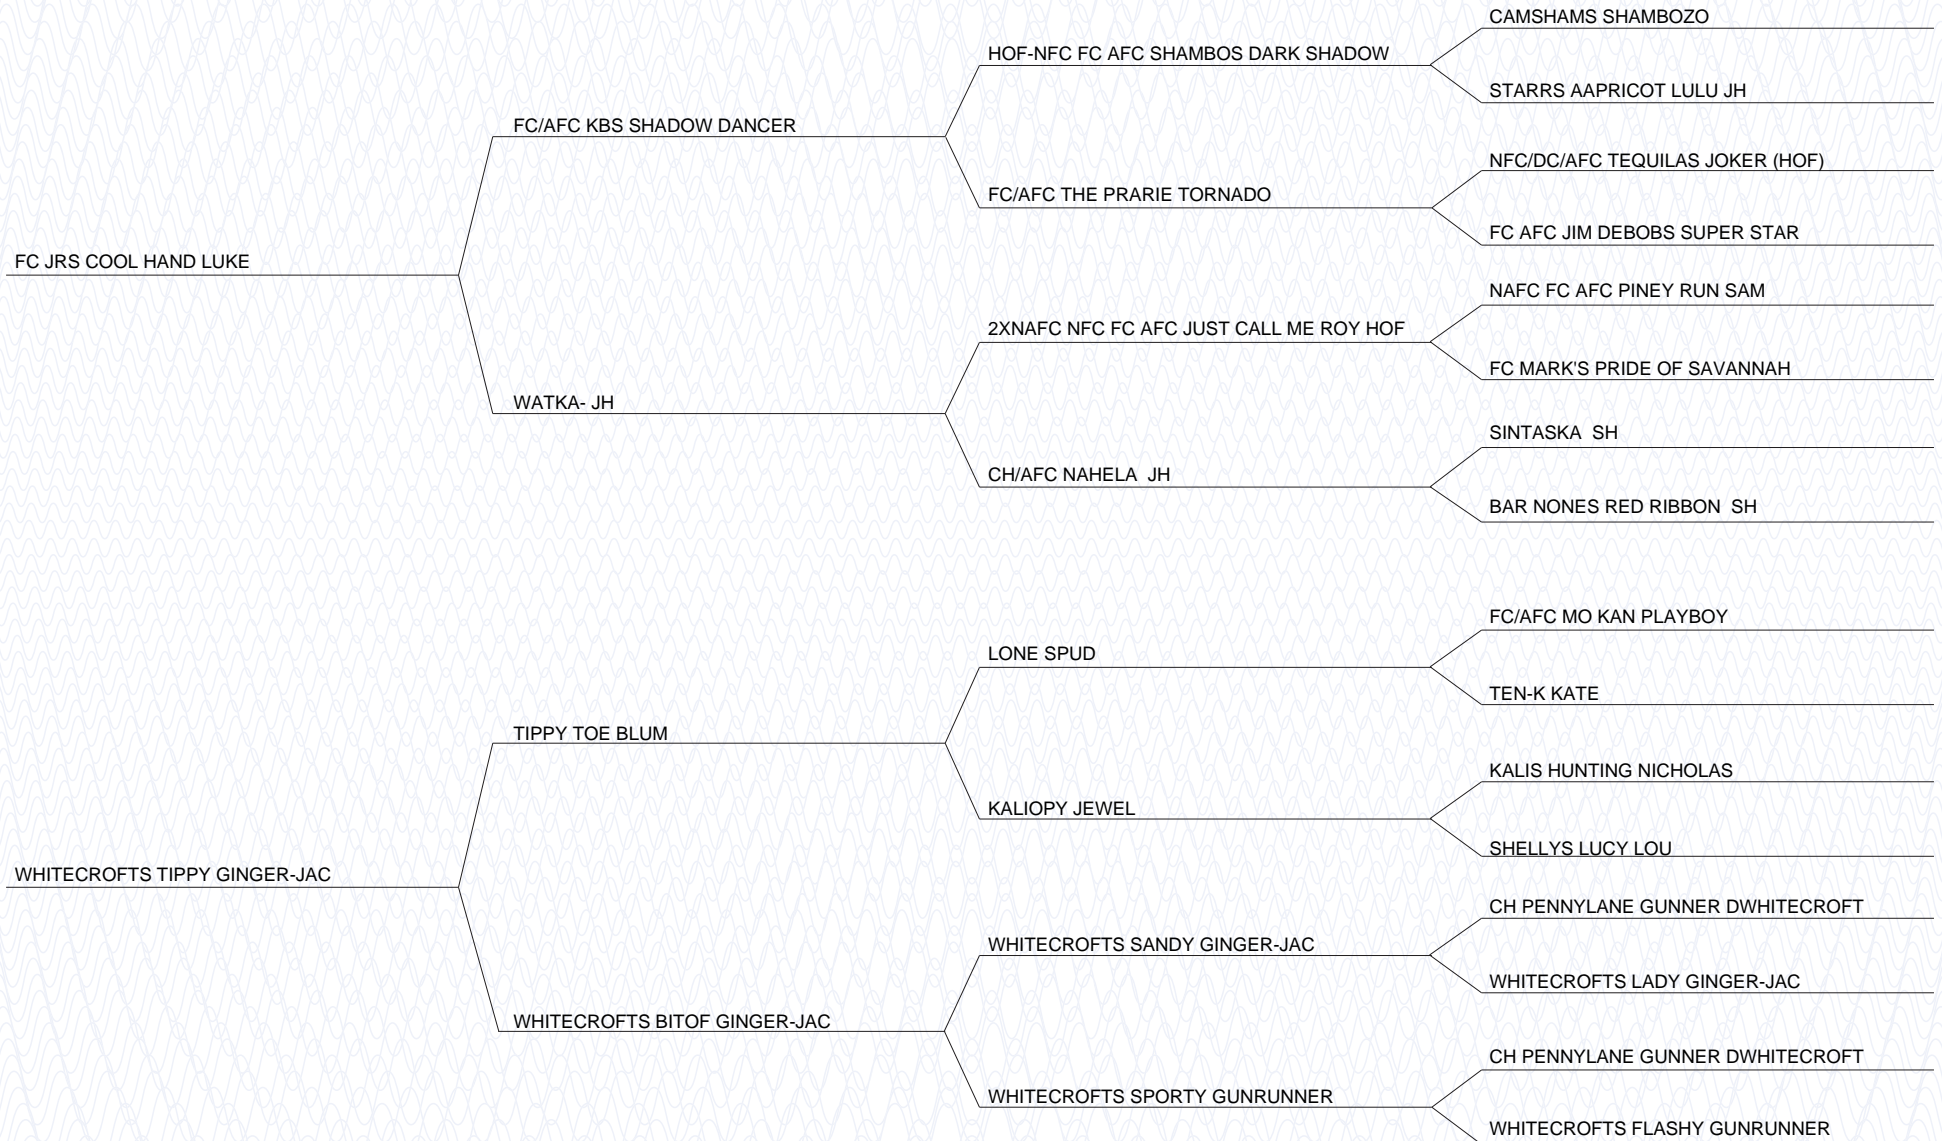 CAMSHAMS SHAMBOZO
HOF-NFC FC AFC SHAMBOS DARK SHADOW
STARRS AAPRICOT LULU JH
FC/AFC KBS SHADOW DANCER
NFC/DC/AFC TEQUILAS JOKER (HOF)
FC/AFC THE PRARIE TORNADO
FC AFC JIM DEBOBS SUPER STAR
FC JRS COOL HAND LUKE
NAFC FC AFC PINEY RUN SAM
2XNAFC NFC FC AFC JUST CALL ME ROY HOF
FC MARK'S PRIDE OF SAVANNAH
WATKA- JH
SINTASKA  SH
CH/AFC NAHELA  JH
BAR NONES RED RIBBON  SH
FC/AFC MO KAN PLAYBOY
LONE SPUD
TEN-K KATE
TIPPY TOE BLUM
KALIS HUNTING NICHOLAS
KALIOPY JEWEL
SHELLYS LUCY LOU
WHITECROFTS TIPPY GINGER-JAC
CH PENNYLANE GUNNER DWHITECROFT
WHITECROFTS SANDY GINGER-JAC
WHITECROFTS LADY GINGER-JAC
WHITECROFTS BITOF GINGER-JAC
CH PENNYLANE GUNNER DWHITECROFT
WHITECROFTS SPORTY GUNRUNNER
WHITECROFTS FLASHY GUNRUNNER